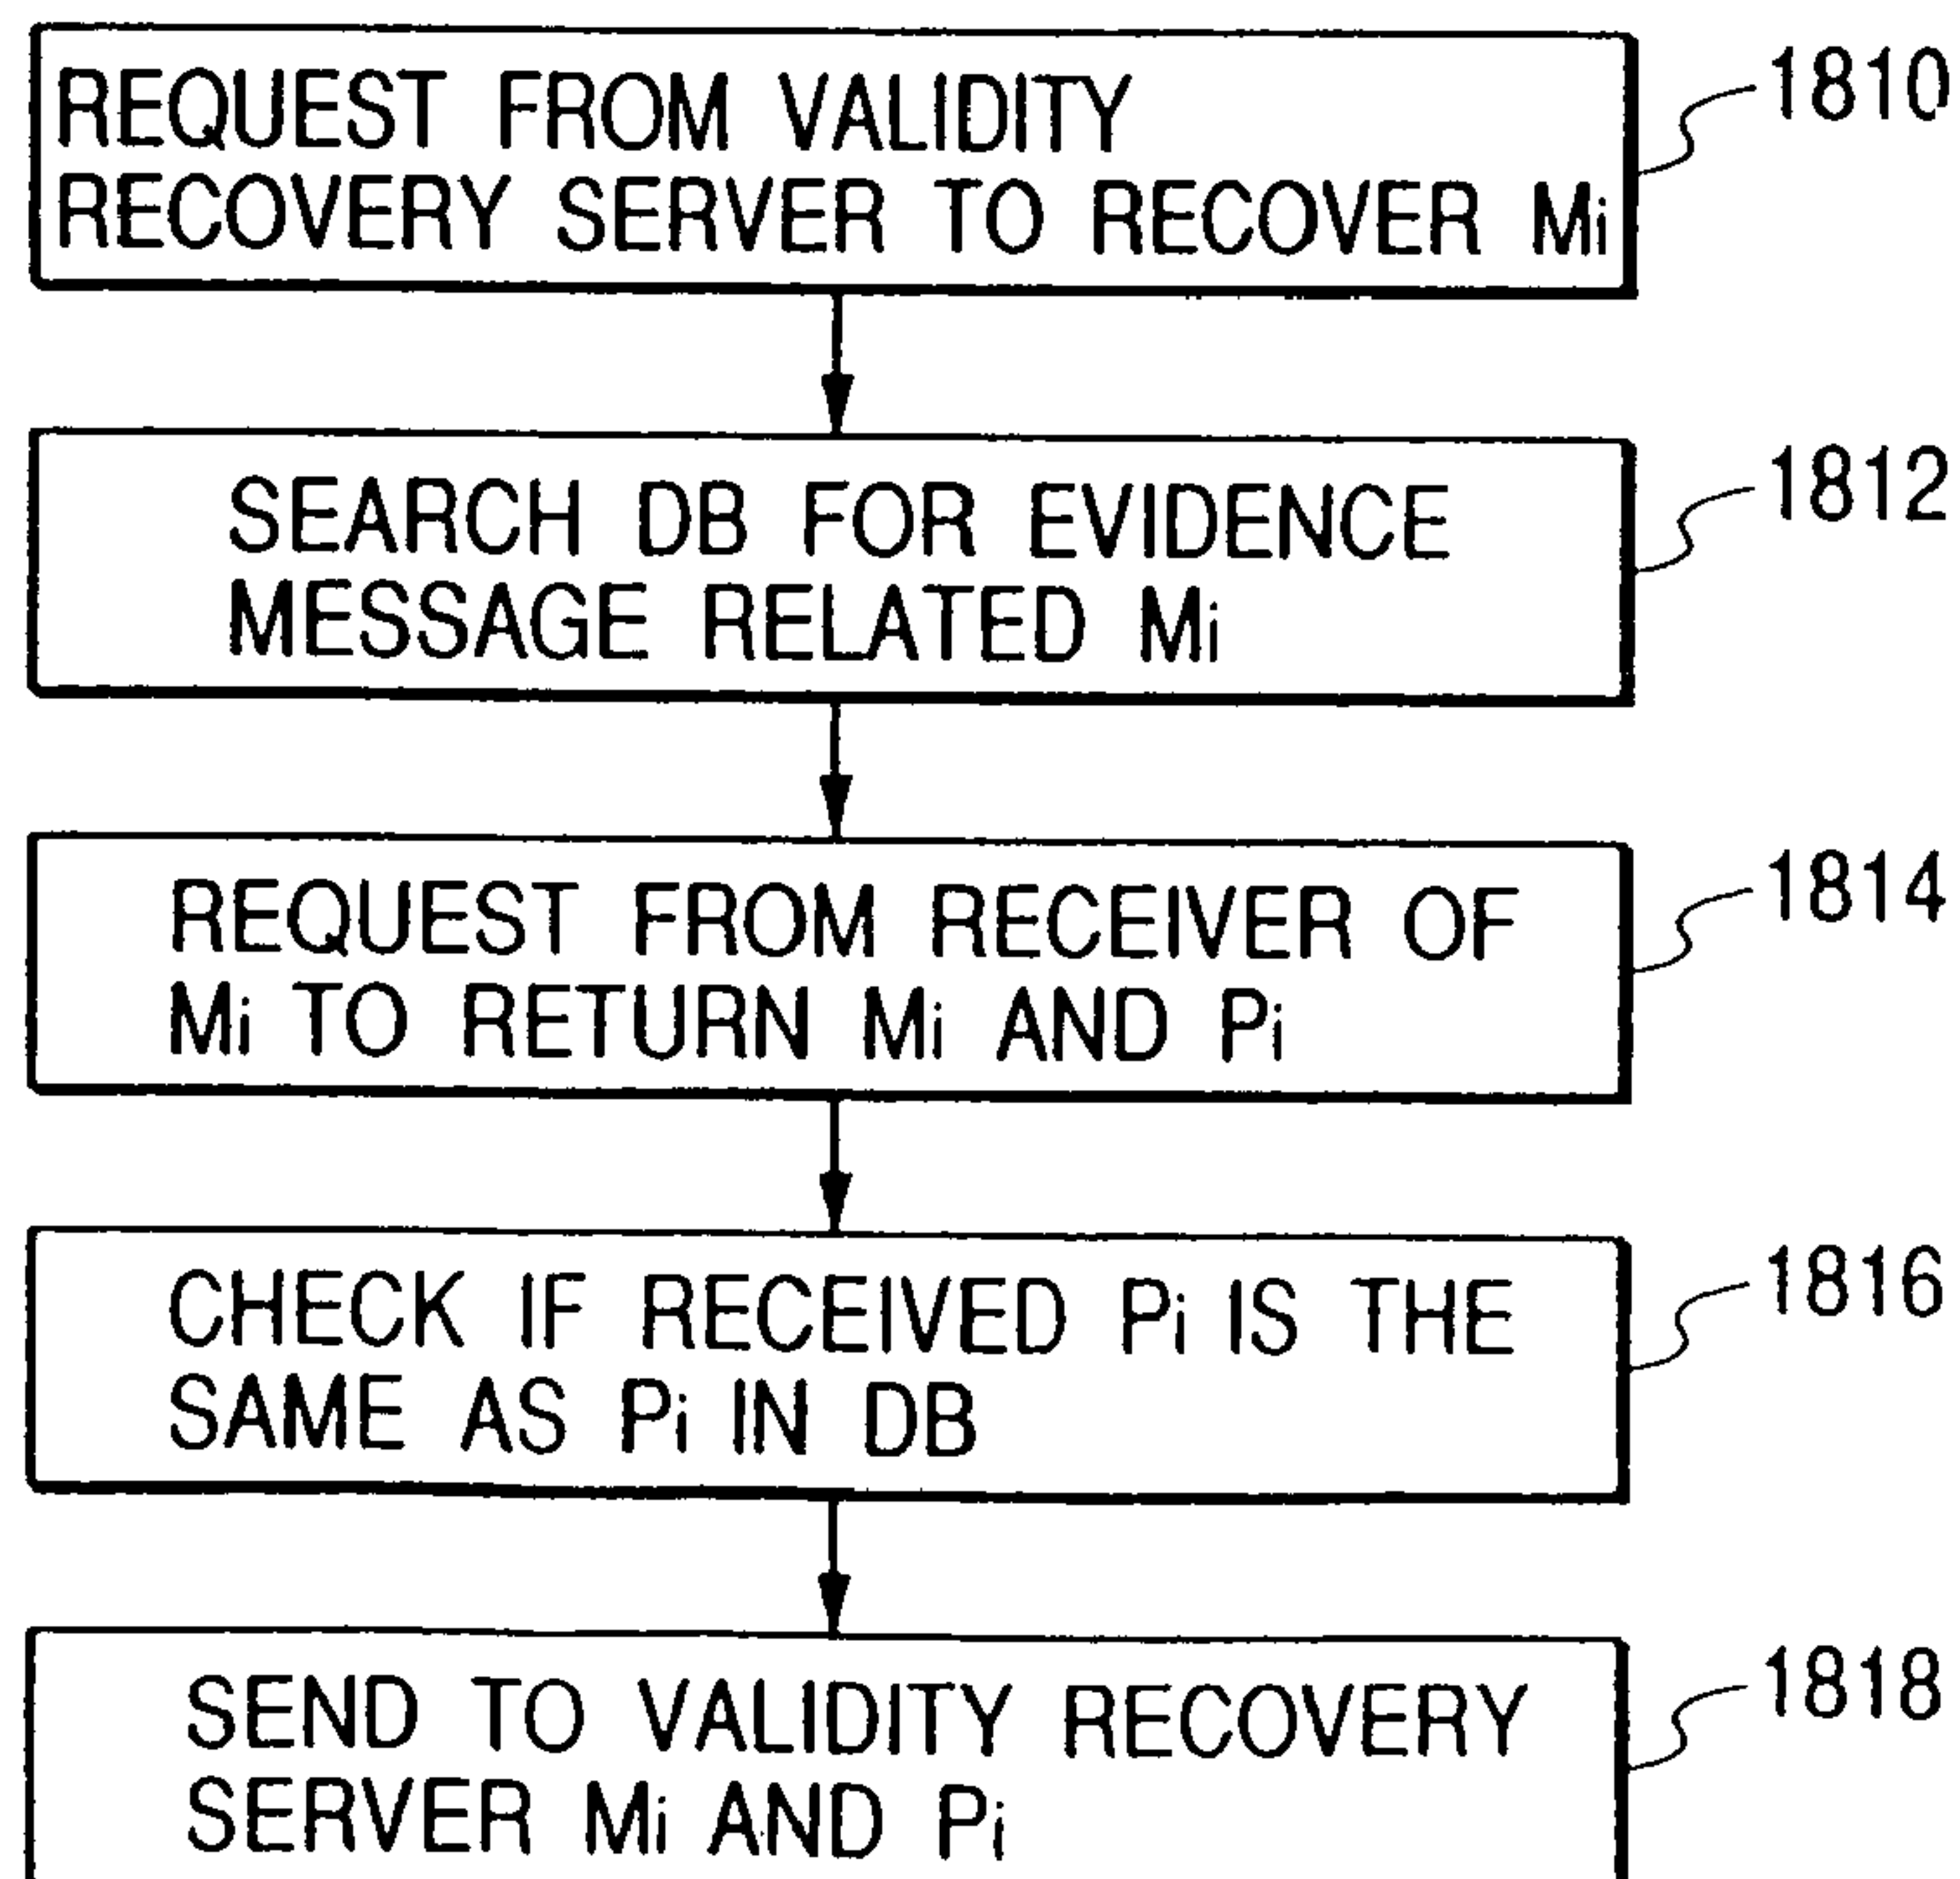 REQUEST FROM VALIDITY
RECOVERY SERVER TO RECOVER Mi
1810
SEARCH DB FOR EVIDENCE
MESSAGE RELATED Mi
1812
REQUEST FROM RECEIVER OF
Mi TO RETURN Mi AND Pi
1814
CHECK IF RECEIVED Pi IS THE
SAME AS Pi IN DB
1816
SEND TO VALIDITY RECOVERY
SERVER Mi AND Pi
1818